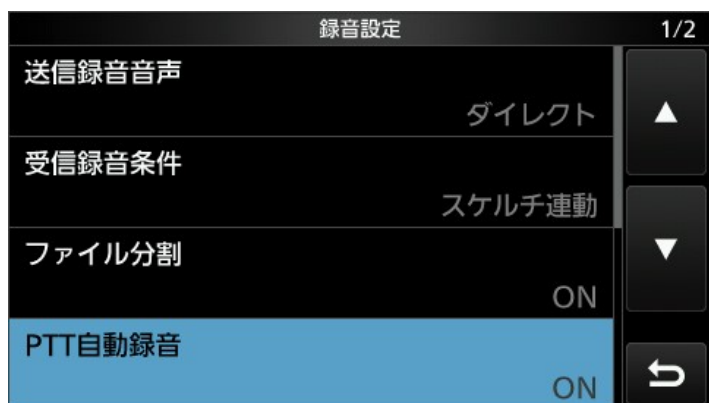 録音設定 1/2
送信録音音声
ダイレクト
受信録音条件
スケルチ連動
ファイル分割
ON
PTT自動録音
ON